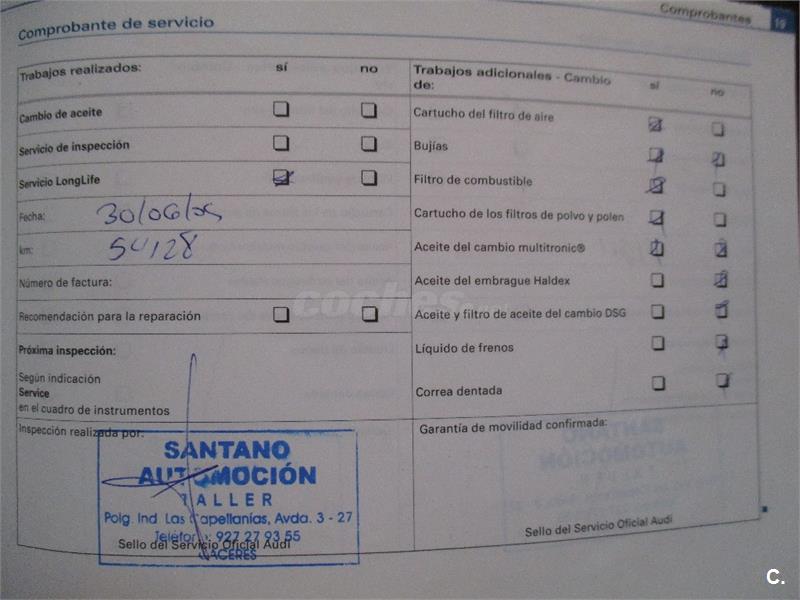 Comprobante de servicio
Comprobantes 19
Trabajos realizados: sí no
Cambio de aceite
Servicio de inspección
Servicio LongLife
Fecha: 30/06/05
km: 54128
Número de factura:
Recomendación para la reparación
Próxima inspección:
Según indicación
Service
en el cuadro de instrumentos
Inspección realizada por:
SANTANO
AUTOMOCIÓN
TALLER
Polg. Ind. Las Capellanías, Avda. 3 - 27
Teléfono: 927 27 93 55
CACERES
Sello del Servicio Oficial Audi
Trabajos adicionales - Cambio
de: sí no
Cartucho del filtro de aire
Bujías
Filtro de combustible
Cartucho de los filtros de polvo y polen
Aceite del cambio multitronic®
Aceite del embrague Haldex
Aceite y filtro de aceite del cambio DSG
Líquido de frenos
Correa dentada
Garantía de movilidad confirmada:
Sello del Servicio Oficial Audi
coches.net
C.